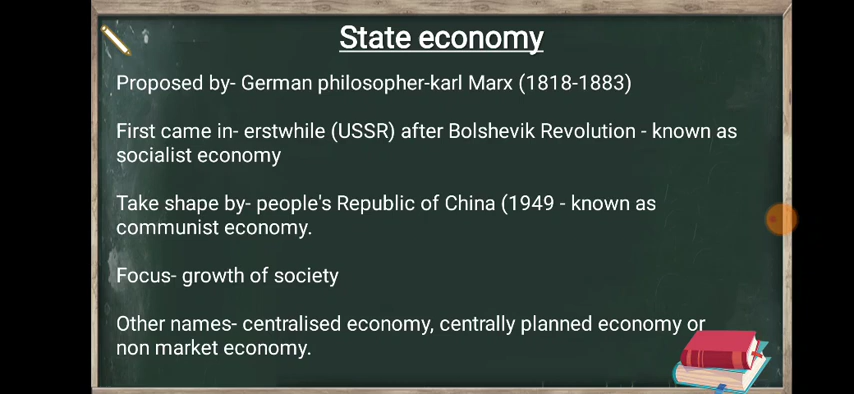 State economy
Proposed by- German philosopher-karl Marx (1818-1883)
First came in- erstwhile (USSR) after Bolshevik Revolution - known as
socialist economy
Take shape by- people's Republic of China (1949 - known as
communist economy.
Focus- growth of society
Other names- centralised economy, centrally planned economy or
non market economy.